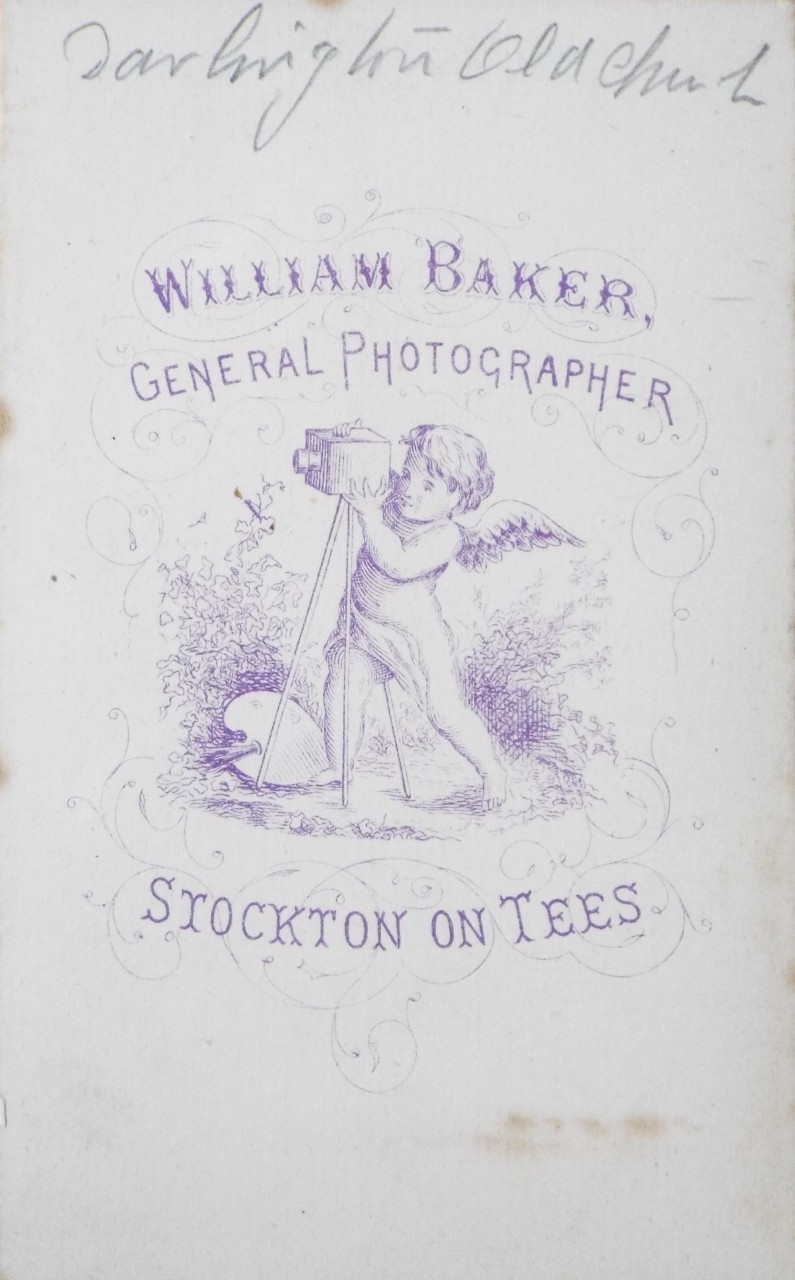 Darlington Old Church
WILLIAM BAKER,
GENERAL PHOTOGRAPHER
STOCKTON ON TEES